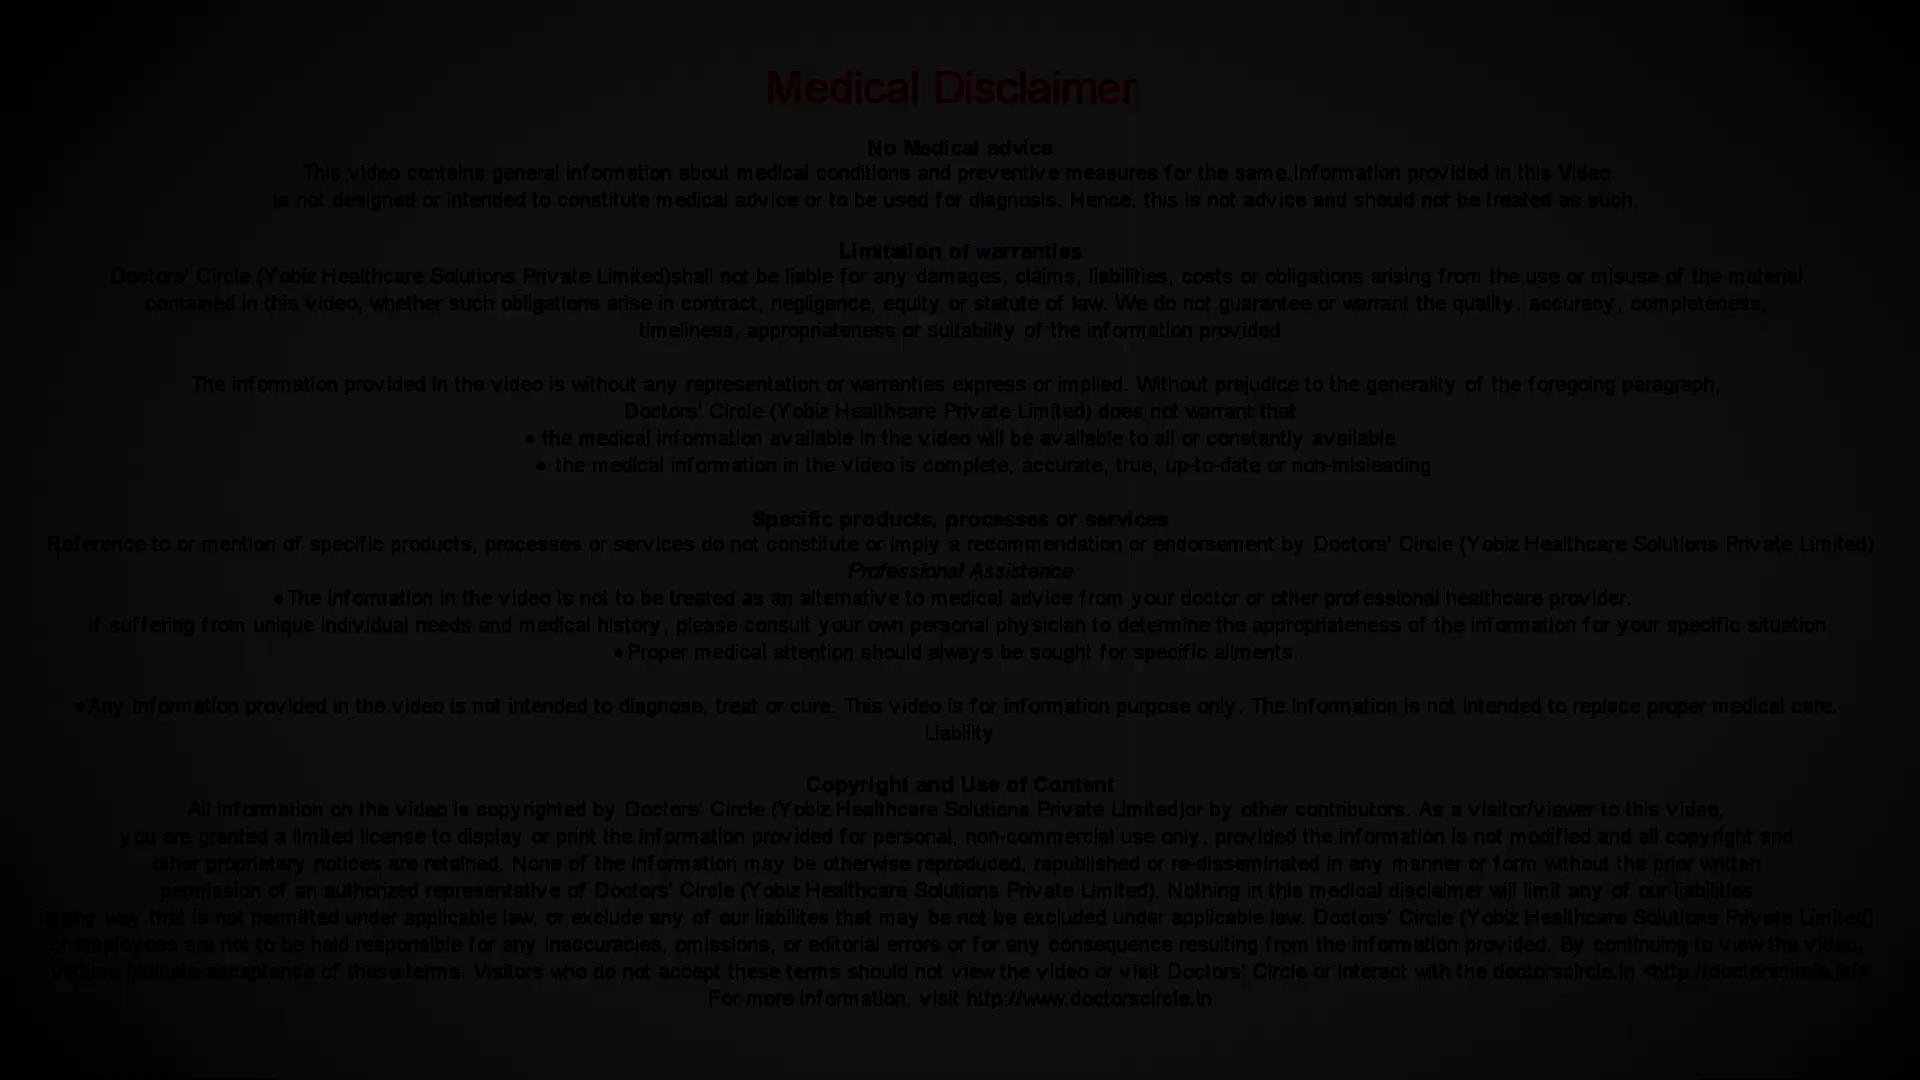 Medical Disclaimer
No Medical advice
This video contains general information about medical conditions and preventive measures for the same.Information provided in this Video
is not designed or intended to constitute medical advice or to be used for diagnosis. Hence, this is not advice and should not be treated as such.
Limitation of warranties
Doctors' Circle (Yobiz Healthcare Solutions Private Limited)shall not be liable for any damages, claims, liabilities, costs or obligations arising from the use or misuse of the material
contained in this video, whether such obligations arise in contract, negligence, equity or statute of law. We do not guarantee or warrant the quality, accuracy, completeness,
timeliness, appropriateness or suitability of the information provided
The information provided in the video is without any representation or warranties express or implied. Without prejudice to the generality of the foregoing paragraph,
Doctors' Circle (Yobiz Healthcare Private Limited) does not warrant that
• the medical information available in the video will be available to all or constantly available
• the medical information in the video is complete, accurate, true, up-to-date or non-misleading
Specific products, processes or services
Reference to or mention of specific products, processes or services do not constitute or imply a recommendation or endorsement by Doctors' Circle (Yobiz Healthcare Solutions Private Limited)
Professional Assistance
•The information in the video is not to be treated as an alternative to medical advice from your doctor or other professional healthcare provider.
If suffering from unique individual needs and medical history, please consult your own personal physician to determine the appropriateness of the information for your specific situation.
•Proper medical attention should always be sought for specific ailments.
•Any information provided in the video is not intended to diagnose, treat or cure. This video is for information purpose only. The information is not intended to replace proper medical care.
Liability
Copyright and Use of Content
All information on the video is copyrighted by Doctors' Circle (Yobiz Healthcare Solutions Private Limited)or by other contributors. As a visitor/viewer to this video,
you are granted a limited license to display or print the information provided for personal, non-commercial use only, provided the information is not modified and all copyright and
other proprietary notices are retained. None of the information may be otherwise reproduced, republished or re-disseminated in any manner or form without the prior written
permission of an authorized representative of Doctors' Circle (Yobiz Healthcare Solutions Private Limited). Nothing in this medical disclaimer will limit any of our liabilities
in any way that is not permitted under applicable law, or exclude any of our liabilites that may be not be excluded under applicable law. Doctors' Circle (Yobiz Healthcare Solutions Private Limited)
or employees are not to be held responsible for any inaccuracies, omissions, or editorial errors or for any consequence resulting from the information provided. By continuing to view the video,
visitors indicate acceptance of these terms. Visitors who do not accept these terms should not view the video or visit Doctors' Circle or interact with the doctorscircle.in <http://doctorscircle.in/>
For more information, visit http://www.doctorscircle.in